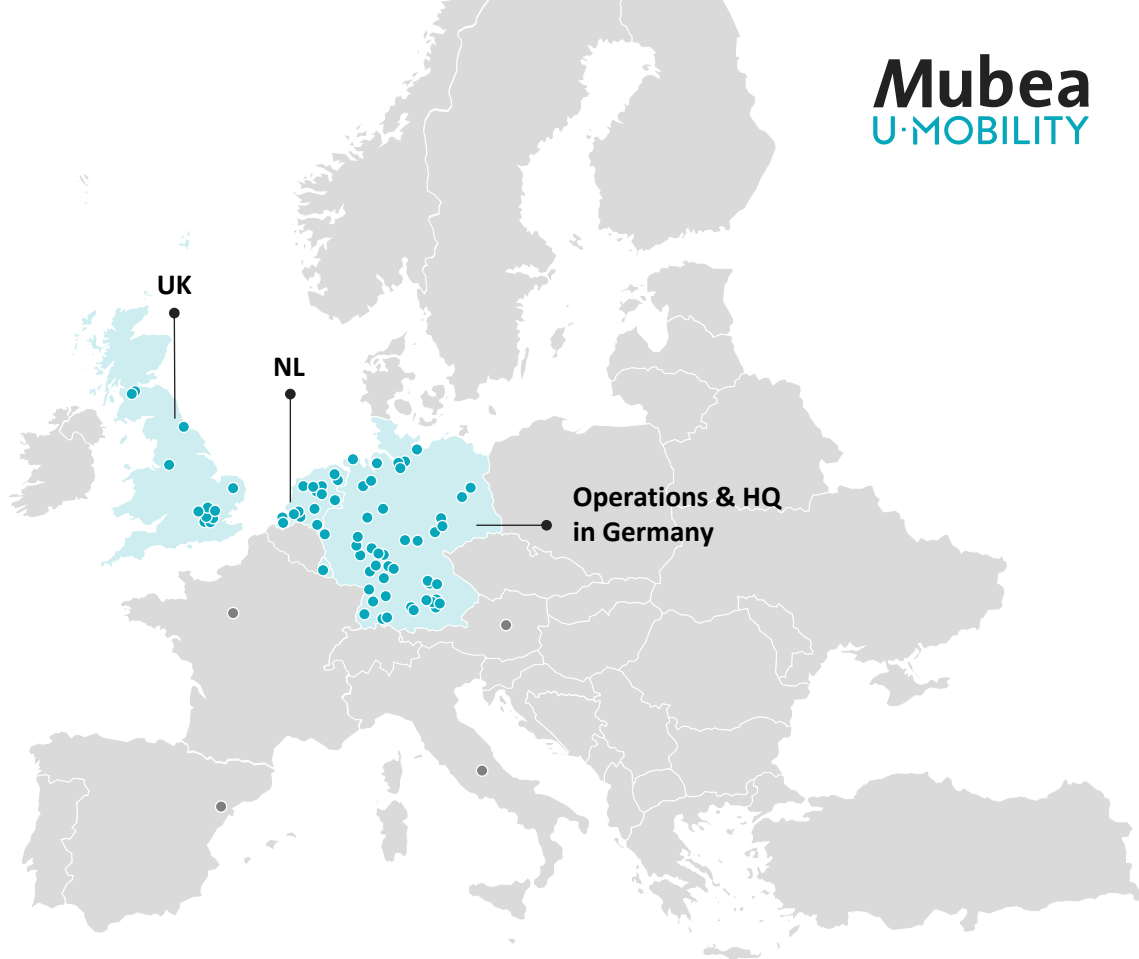 Mubea
U·MOBILITY
UK
NL
Operations & HQ
in Germany